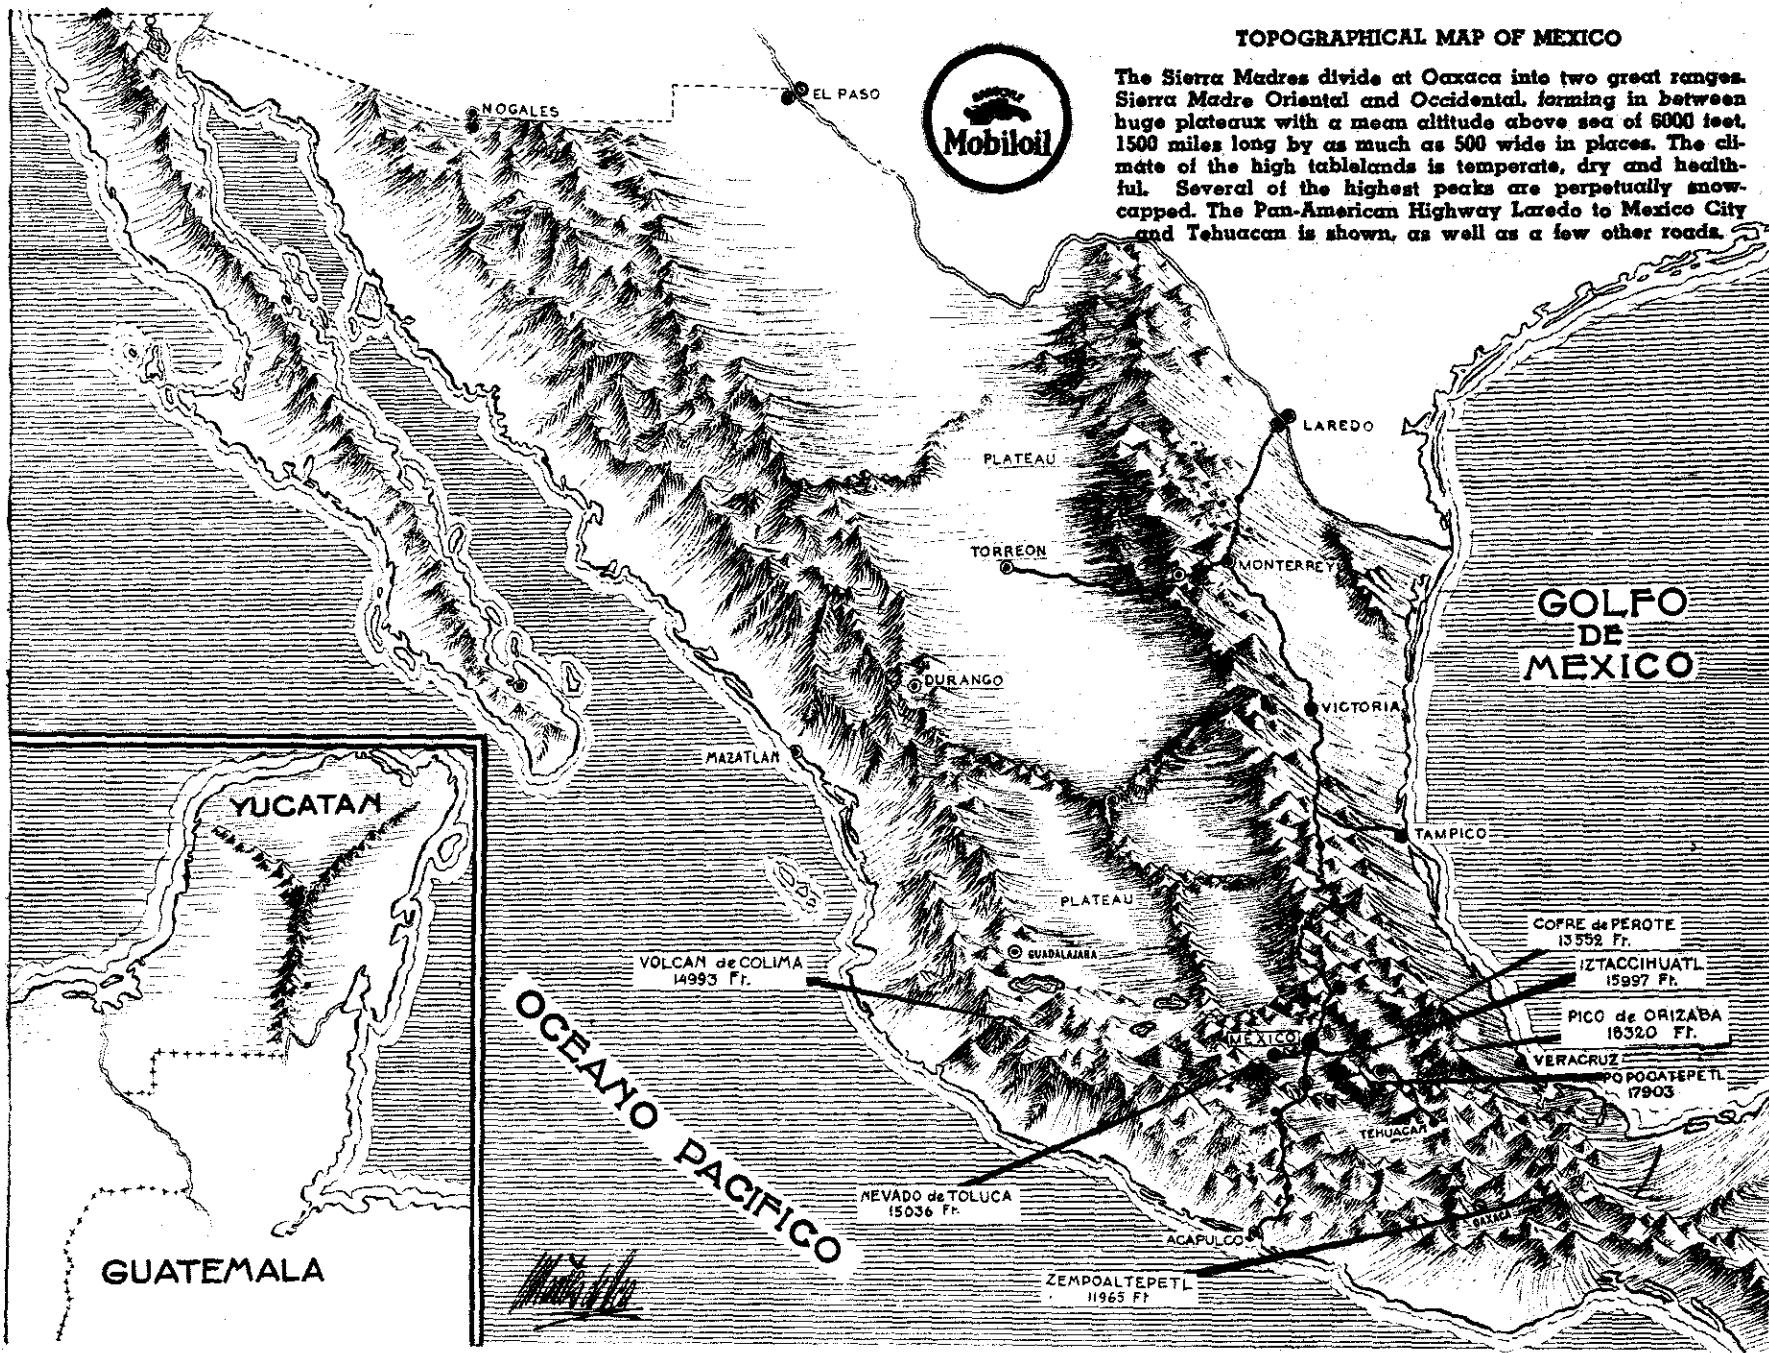 TOPOGRAPHICAL MAP OF MEXICO
The Sierra Madres divide at Oaxaca into two great ranges.
Sierra Madre Oriental and Occidental, forming in between
huge plateaux with a mean altitude above sea of 6000 feet,
1500 miles long by as much as 500 wide in places. The cli-
mate of the high tablelands is temperate, dry and health-
ful. Several of the highest peaks are perpetually snow-
capped. The Pan-American Highway Laredo to Mexico City
and Tehuacan is shown, as well as a few other roads.
GARGOYLE
Mobiloil
NOGALES
EL PASO
LAREDO
PLATEAU
TORREON
MONTERREY
GOLFO
DE
MEXICO
DURANGO
VICTORIA
MAZATLAN
TAMPICO
PLATEAU
GUADALAJARA
VOLCAN de COLIMA
14993 Ft.
COFRE de PEROTE
13552 Ft.
IZTACCIHUATL
15997 Ft.
PICO de ORIZABA
18320 Ft.
VERACRUZ
POPOCATEPETL
17903
MEXICO
TEHUACAN
OCEANO PACIFICO
NEVADO de TOLUCA
15036 Ft.
OAXACA
ACAPULCO
ZEMPOALTEPETL
11965 Ft
YUCATAN
GUATEMALA